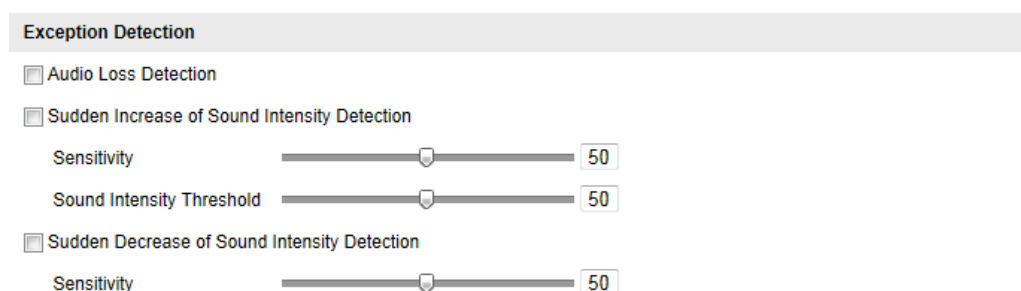 Exception Detection
Audio Loss Detection
Sudden Increase of Sound Intensity Detection
Sensitivity 50
Sound Intensity Threshold 50
Sudden Decrease of Sound Intensity Detection
Sensitivity 50